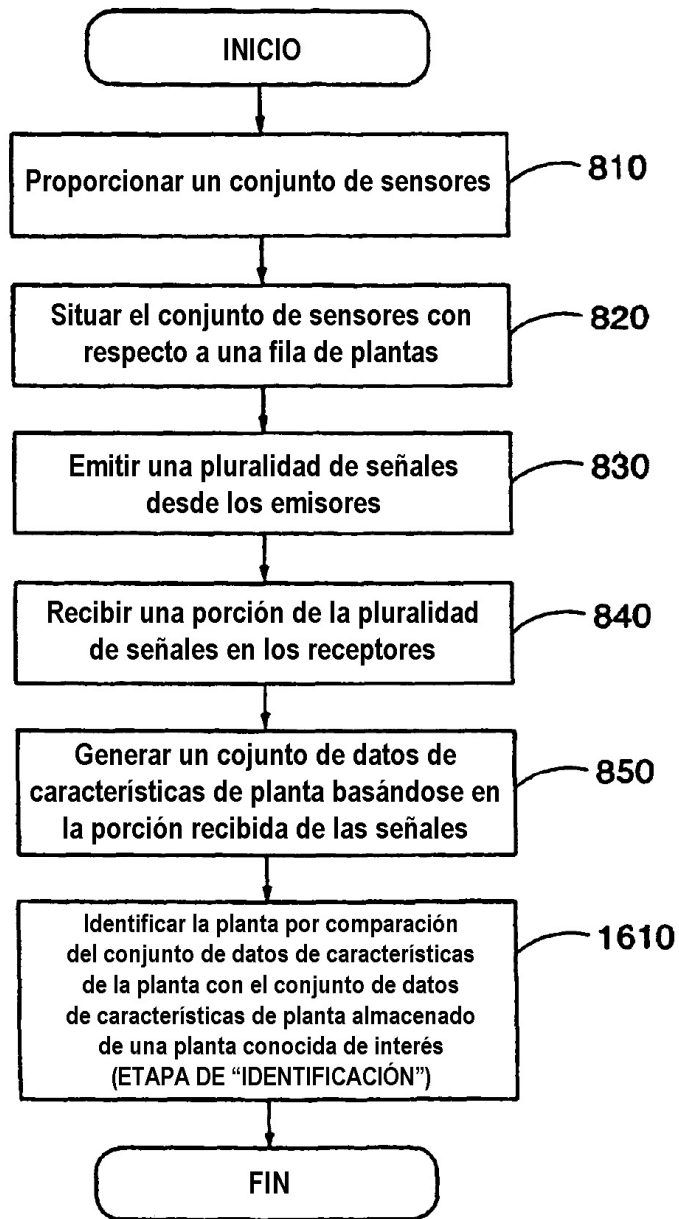 INICIO
Proporcionar un conjunto de sensores
810
Situar el conjunto de sensores con
respecto a una fila de plantas
820
Emitir una pluralidad de señales
desde los emisores
830
Recibir una porción de la pluralidad
de señales en los receptores
840
Generar un cojunto de datos de
características de planta basándose en
la porción recibida de las señales
850
Identificar la planta por comparación
del conjunto de datos de características
de la planta con el conjunto de datos
de características de planta almacenado
de una planta conocida de interés
(ETAPA DE “IDENTIFICACIÓN”)
1610
FIN